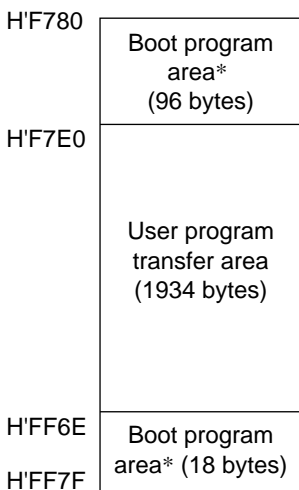 H'F780
Boot program
area*
(96 bytes)
H'F7E0
User program
transfer area
(1934 bytes)
H'FF6E
Boot program
area* (18 bytes)
H'FF7F